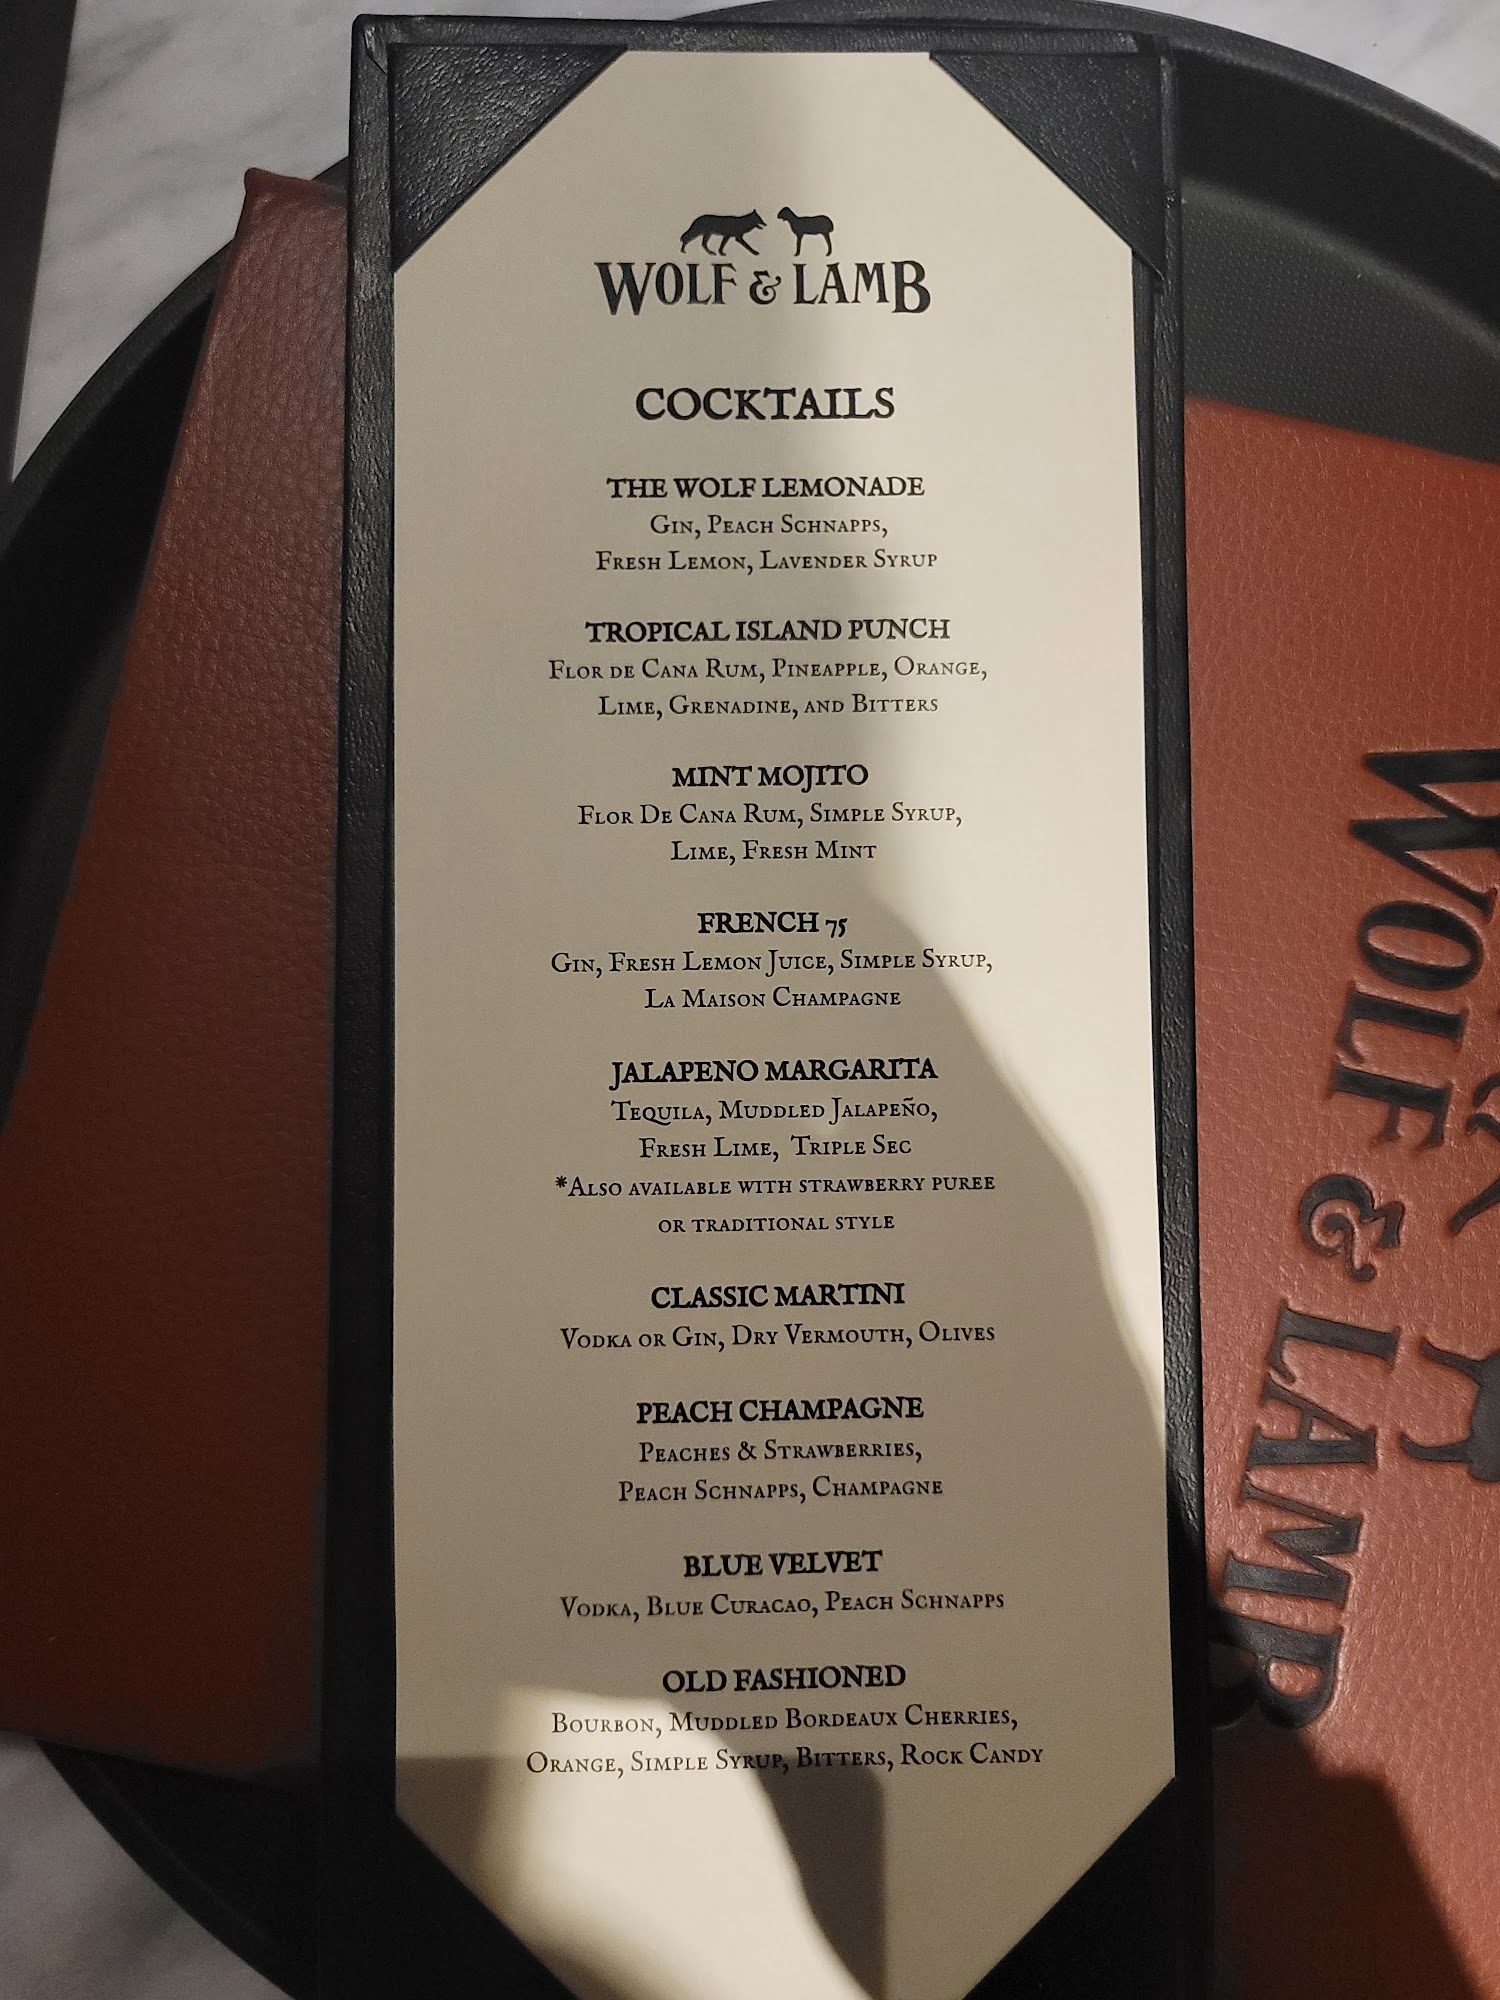 WOLF & LAMB
COCKTAILS
THE WOLF LEMONADE
Gin, Peach Schnapps,
Fresh Lemon, Lavender Syrup
TROPICAL ISLAND PUNCH
Flor de Cana Rum, Pineapple, Orange,
Lime, Grenadine, and Bitters
MINT MOJITO
Flor De Cana Rum, Simple Syrup,
Lime, Fresh Mint
FRENCH 75
Gin, Fresh Lemon Juice, Simple Syrup,
La Maison Champagne
JALAPENO MARGARITA
Tequila, Muddled Jalapeño,
Fresh Lime, Triple Sec
*Also available with strawberry puree
or traditional style
CLASSIC MARTINI
Vodka or Gin, Dry Vermouth, Olives
PEACH CHAMPAGNE
Peaches & Strawberries,
Peach Schnapps, Champagne
BLUE VELVET
Vodka, Blue Curacao, Peach Schnapps
OLD FASHIONED
Bourbon, Muddled Bordeaux Cherries,
Orange, Simple Syrup, Bitters, Rock Candy
WOLF & LAMB